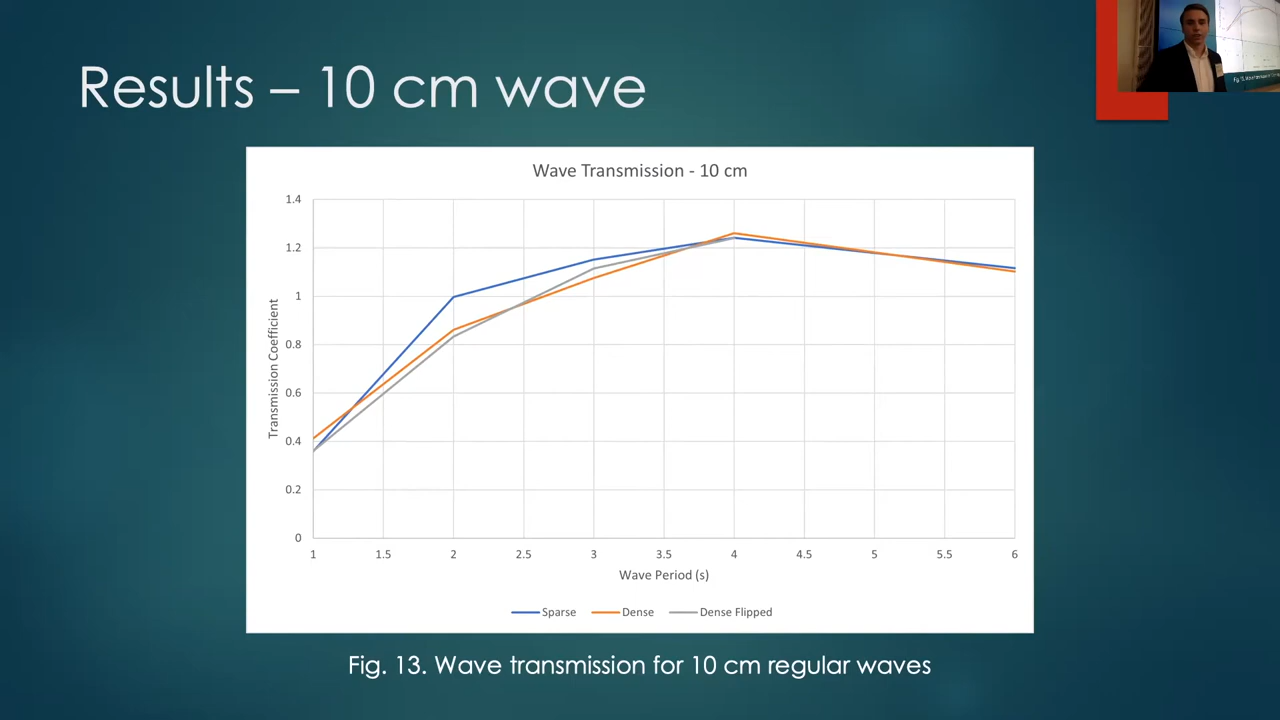 Results – 10 cm wave
Wave Transmission - 10 cm
1.4
1.2
1
0.8
0.6
0.4
0.2
0
Transmission Coefficient
1 1.5 2 2.5 3 3.5 4 4.5 5 5.5 6
Wave Period (s)
Sparse Dense Dense Flipped
Fig. 13. Wave transmission for 10 cm regular waves